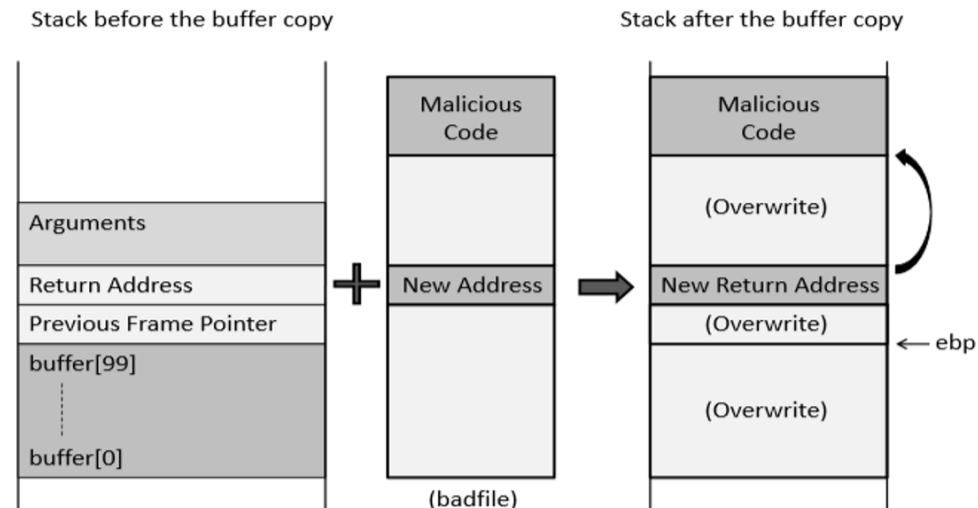 Stack before the buffer copy
Stack after the buffer copy
Arguments
Return Address
Previous Frame Pointer
buffer[99]
buffer[0]
Malicious
Code
New Address
(badfile)
Malicious
Code
(Overwrite)
New Return Address
(Overwrite)
ebp
(Overwrite)